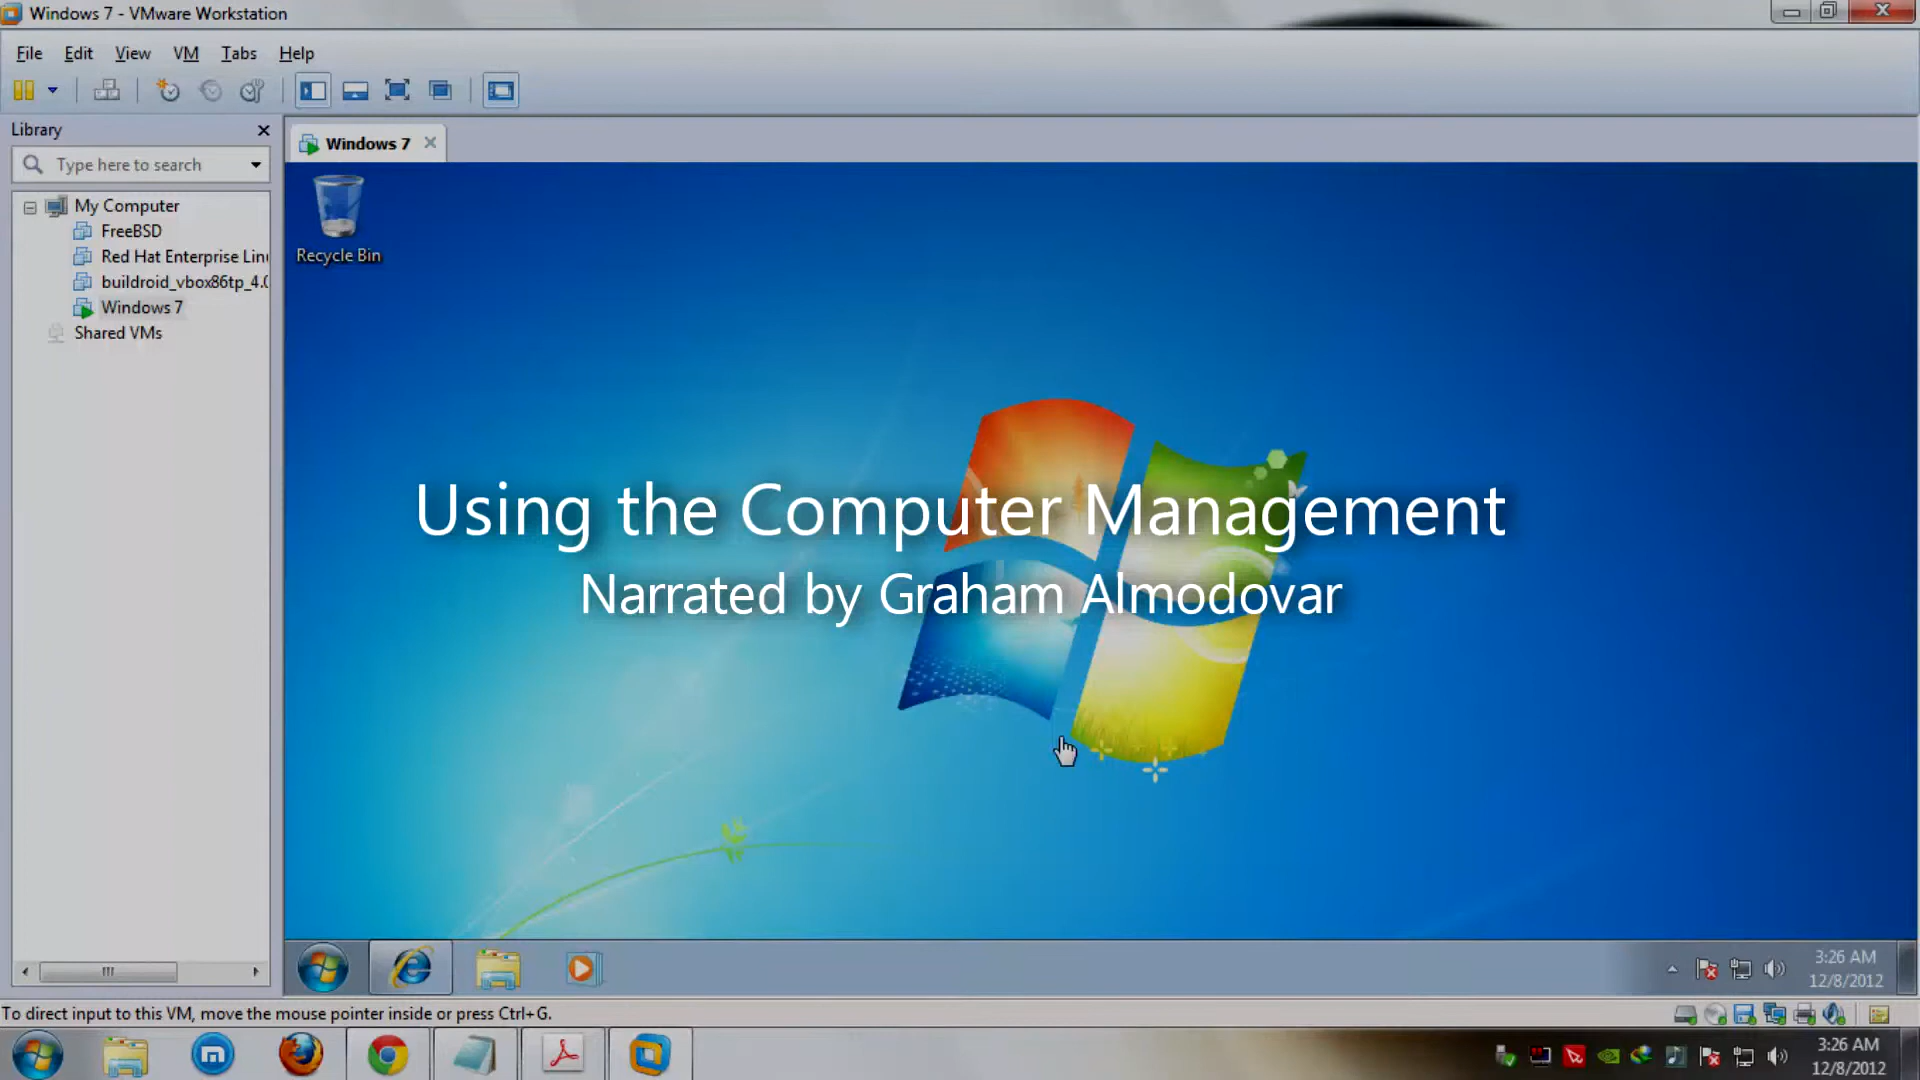 Windows 7 - VMware Workstation
File Edit View VM Tabs Help
Library
Windows 7
Type here to search
My Computer
FreeBSD
Red Hat Enterprise Lin
buildroid_vbox86tp_4.0
Windows 7
Shared VMs
Recycle Bin
Using the Computer Management
Narrated by Graham Almodovar
3:26 AM
12/8/2012
To direct input to this VM, move the mouse pointer inside or press Ctrl+G.
3:26 AM
12/8/2012